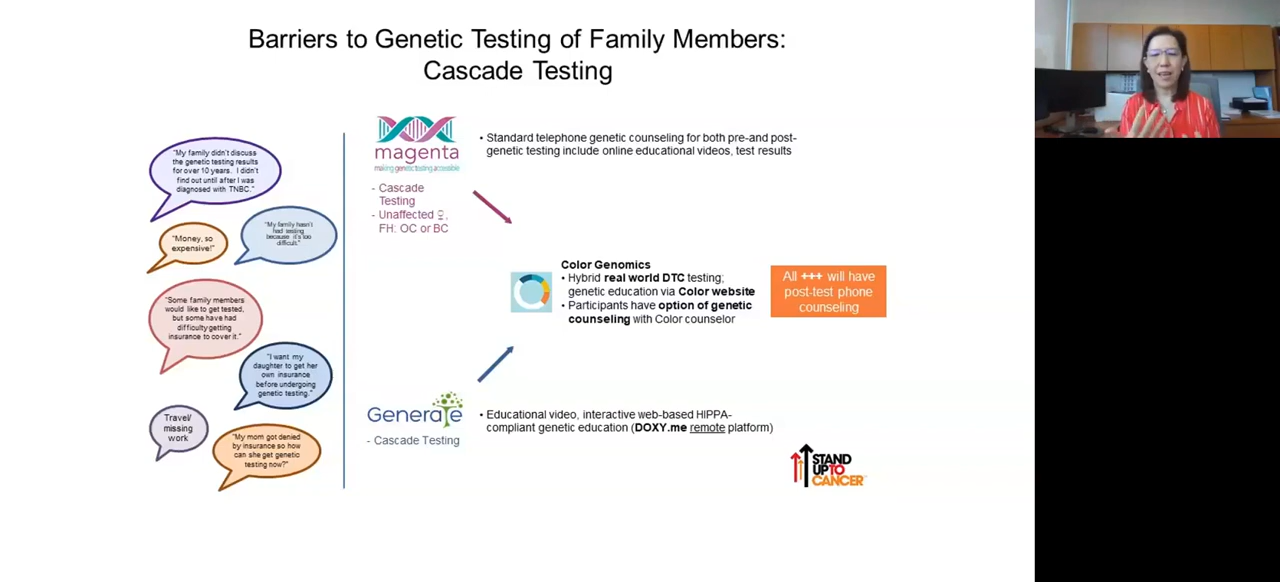 Barriers to Genetic Testing of Family Members:
Cascade Testing
"My family didn't discuss
the genetic testing results
for over 10 years. I didn't
find out until after I was
diagnosed with TNBC."
"Money, so
expensive!"
"My family hasn't
had testing
because it's too
difficult."
"Some family members
would like to get tested,
but some have had
difficulty getting
insurance to cover it."
"I want my
daughter to get her
own insurance
before undergoing
genetic testing."
Travel/
missing
work
"My mom got denied
by insurance so how
can she get genetic
testing now?"
magenta
making genetic testing accessible
- Cascade
Testing
- Unaffected ♀,
FH: OC or BC
• Standard telephone genetic counseling for both pre-and post-
genetic testing include online educational videos, test results
Color Genomics
• Hybrid real world DTC testing;
genetic education via Color website
• Participants have option of genetic
counseling with Color counselor
All +++ will have
post-test phone
counseling
Generate
- Cascade Testing
• Educational video, interactive web-based HIPPA-
compliant genetic education (DOXY.me remote platform)
STAND
UP TO
CANCER